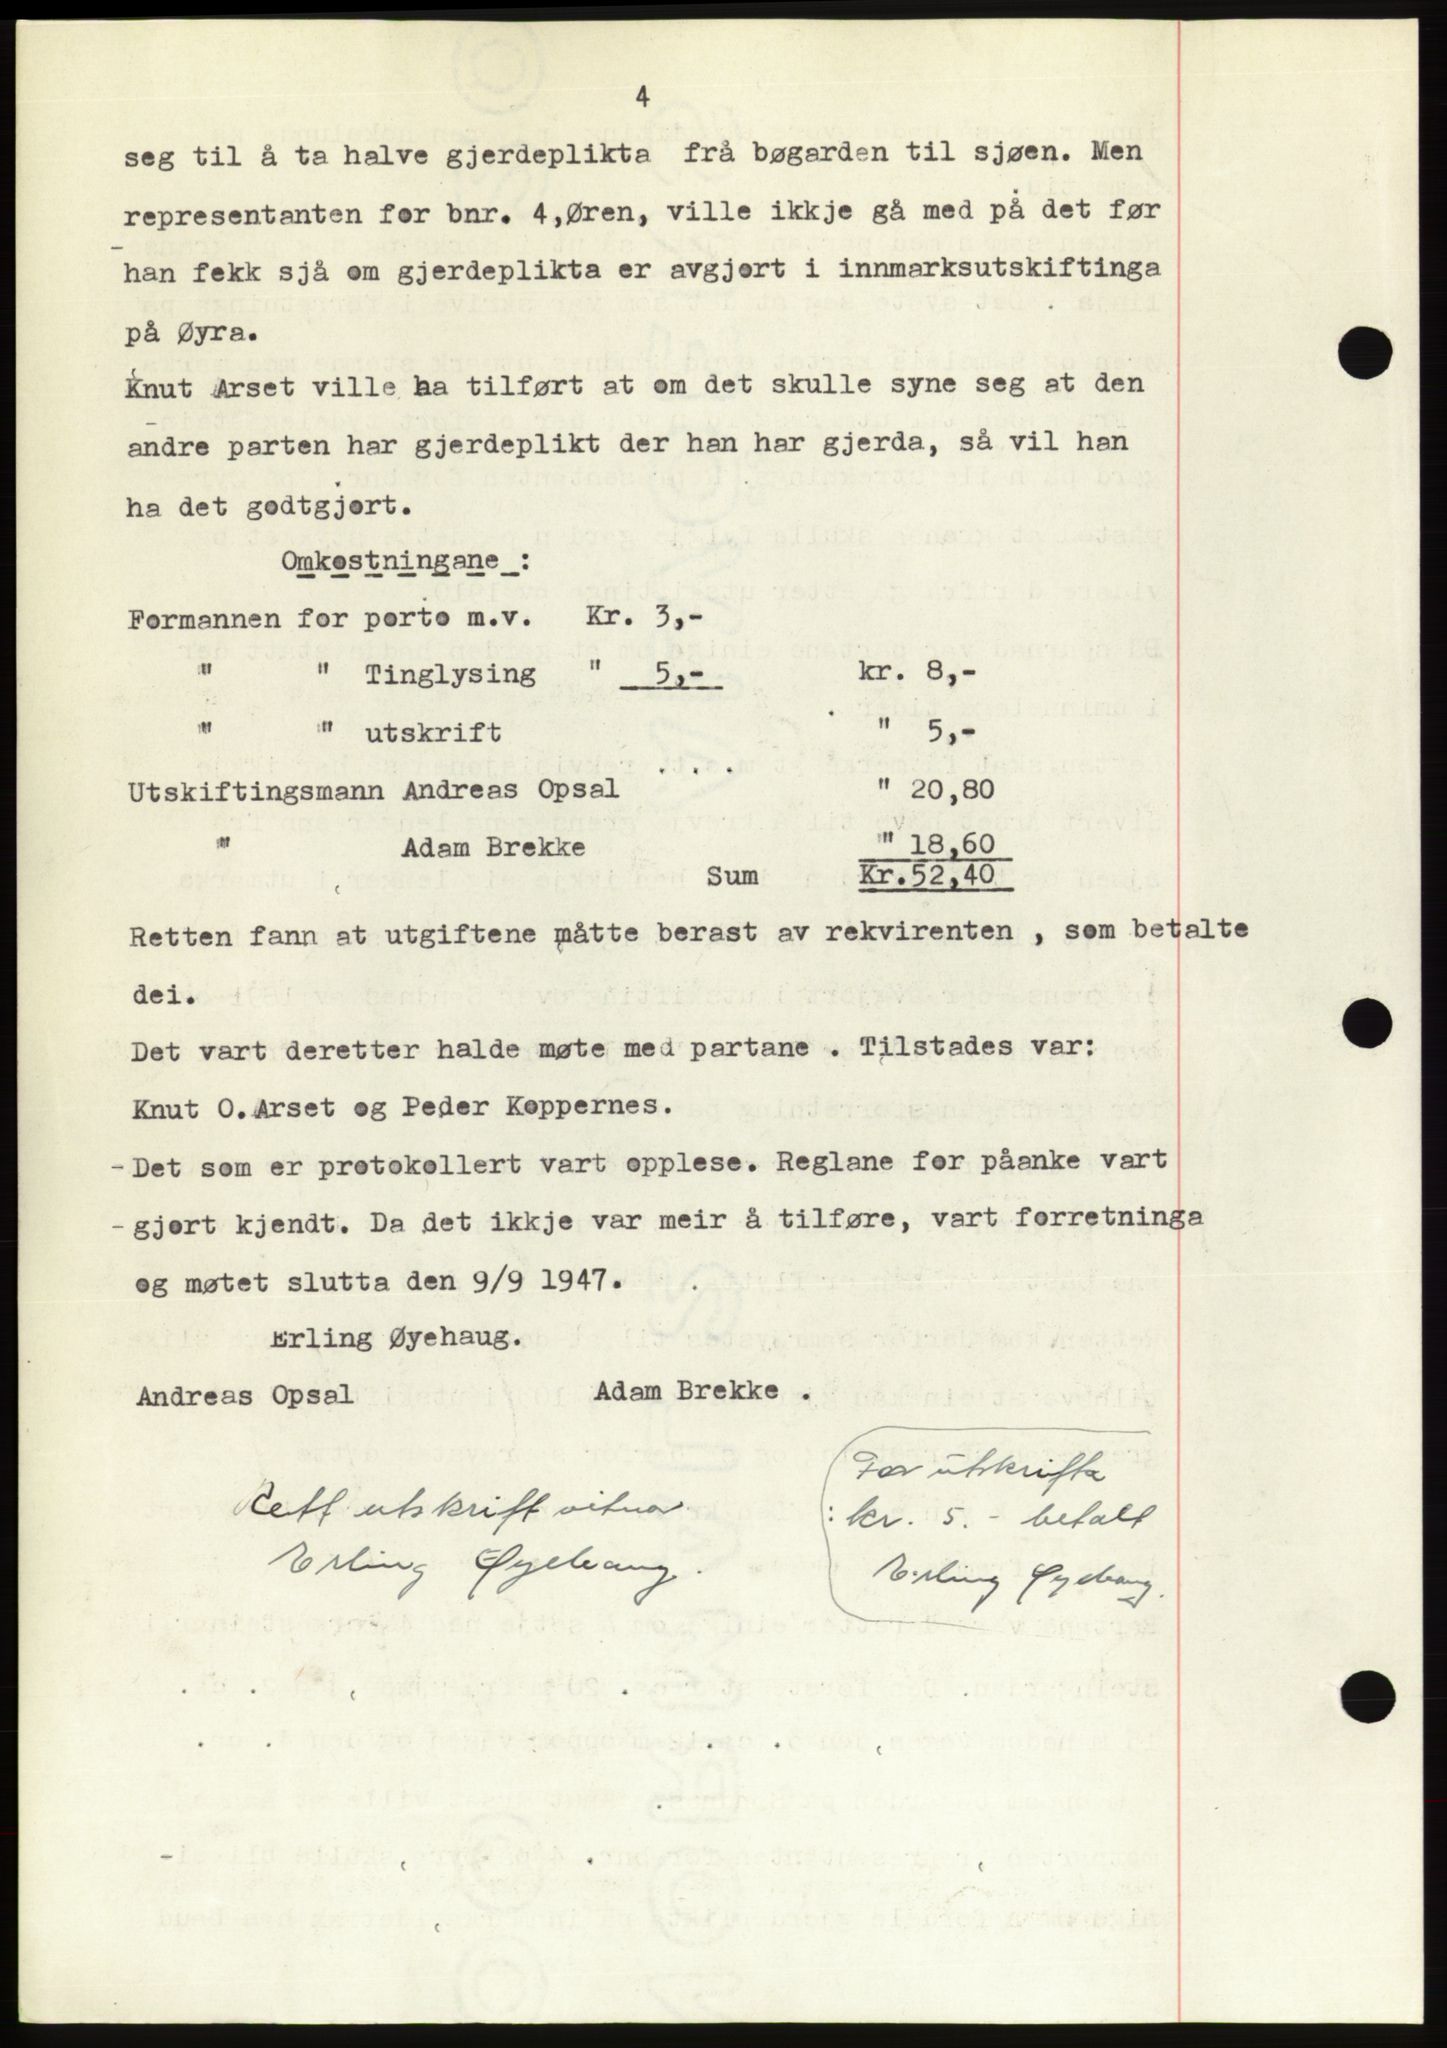 4
seg til å ta halve gjerdeplikta frå bøgarden til sjøen. Men
representanten for bnr. 4,Øren, ville ikkje gå med på det før
han fekk sjå om gjerdeplikta er avgjort i innmarksutskiftinga
på Øyra.
Knut Arset ville ha tilført at om det skulle syne seg at den
andre parten har gjerdeplikt der han har gjerda, så vil han
ha det godtgjort.
Omkostningane :
Formannen for porto m.v. Kr. 3,-
" " Tinglysing " 5,- kr. 8,-
" " utskrift " 5,-
Utskiftingsmann Andreas Opsal " 20,80
" Adam Brekke " 18,60
Sum Kr.52,40
Retten fann at utgiftene måtte berast av rekvirenten , som betalte
dei.
Det vart deretter halde møte med partane . Tilstades var:
Knut O.Arset og Peder Koppernes.
-Det som er protokollert vart opplese. Reglane for påanke vart
-gjort kjendt. Da det ikkje var meir å tilføre, vart forretninga
og møtet slutta den 9/9 1947.
Erling Øyehaug.
Andreas Opsal Adam Brekke .
Rett utskrift vitnar
Erling Øyehaug.
For utskrifta
kr. 5.- betalt
Erling Øyehaug.